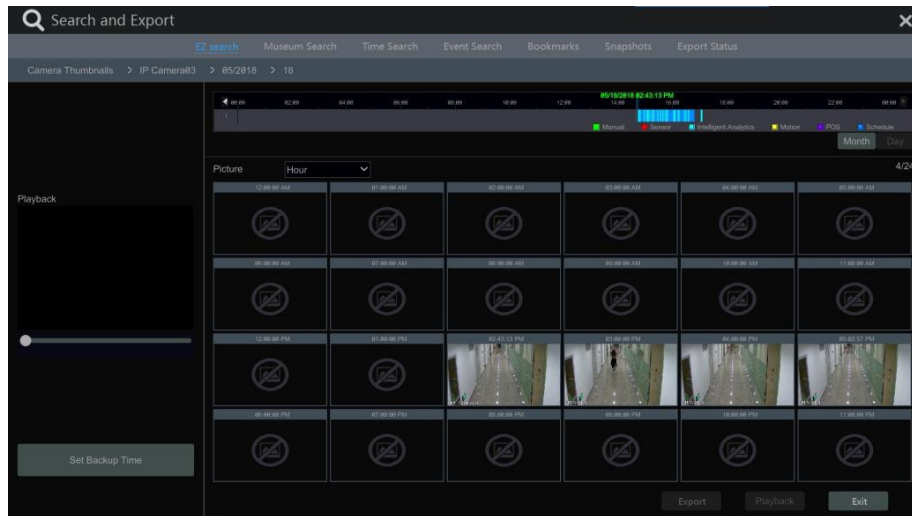 Search and Export
EZ search Museum Search Time Search Event Search Bookmarks Snapshots Export Status
Camera Thumbnails > IP Camera03 > 05/2018 > 18
05/18/2018 02:43:13 PM
00:00 02:00 04:00 06:00 08:00 10:00 12:00 14:00 16:00 18:00 20:00 22:00 00:00
1
Manual Sensor Intelligent Analytics Motion POS Schedule
Month Day
Picture Hour 4/24
Playback
12:00:00 AM 01:00:00 AM 02:00:00 AM 03:00:00 AM 04:00:00 AM 05:00:00 AM
06:00:00 AM 07:00:00 AM 08:00:00 AM 09:00:00 AM 10:00:00 AM 11:00:00 AM
12:00:00 PM 01:00:00 PM 02:43:13 PM 03:00:00 PM 04:00:00 PM 05:02:57 PM
06:00:00 PM 07:00:00 PM 08:00:00 PM 09:00:00 PM 10:00:00 PM 11:00:00 PM
Set Backup Time
Export Playback Exit